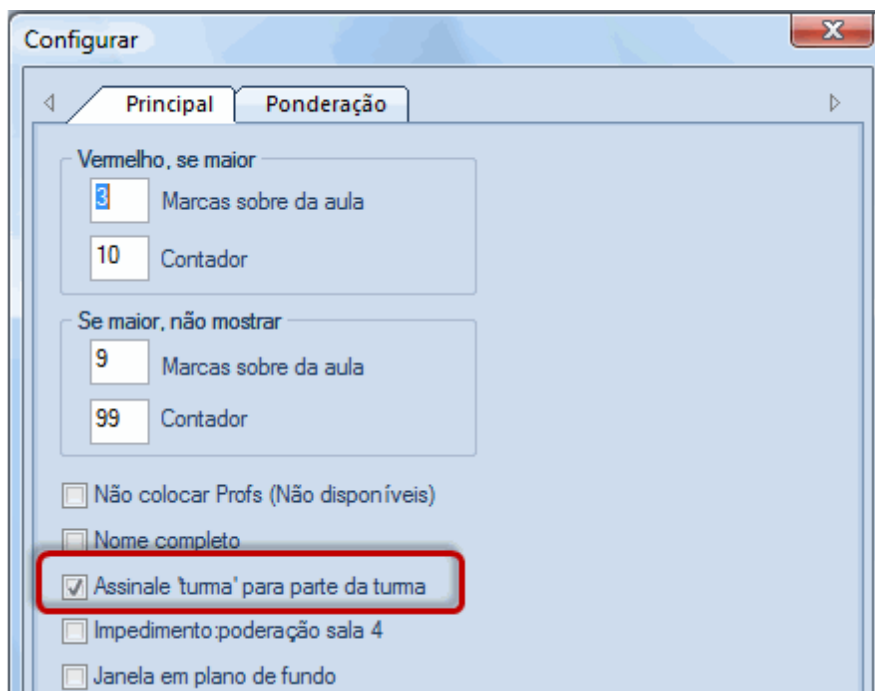 Configurar
Principal
Ponderação
Vermelho, se maior
3 Marcas sobre da aula
10 Contador
Se maior, não mostrar
9 Marcas sobre da aula
99 Contador
Não colocar Profs (Não disponíveis)
Nome completo
Assinale 'turma' para parte da turma
Impedimento:poderação sala 4
Janela em plano de fundo